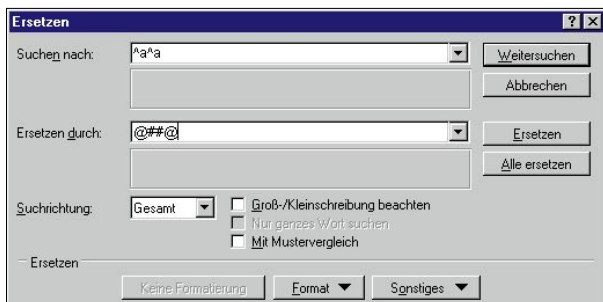 Ersetzen
Suchen nach: ^a^a Weitersuchen
Abbrechen
Ersetzen durch: @##@ Ersetzen
Alle ersetzen
Suchrichtung: Gesamt Groß-/Kleinschreibung beachten
Nur ganzes Wort suchen
Mit Mustervergleich
Ersetzen
Keine Formatierung Format Sonstiges